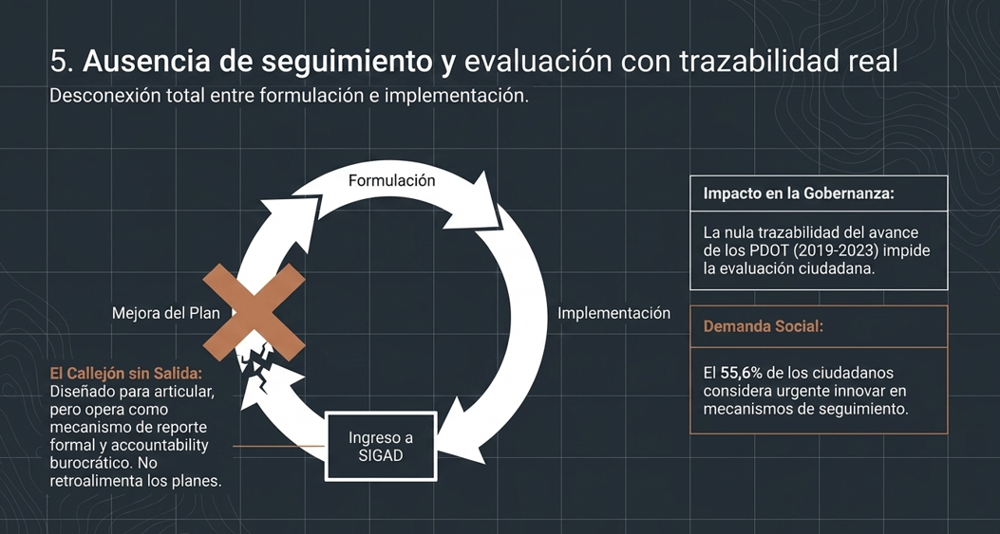 5. Ausencia de seguimiento y evaluación con trazabilidad real
Desconexión total entre formulación e implementación.
Formulación
Implementación
Ingreso a
SIGAD
Mejora del Plan
El Callejón sin Salida:
Diseñado para articular,
pero opera como
mecanismo de reporte
formal y accountability
burocrático. No
retroalimenta los planes.
Impacto en la Gobernanza:
La nula trazabilidad del avance
de los PDOT (2019-2023) impide
la evaluación ciudadana.
Demanda Social:
El 55,6% de los ciudadanos
considera urgente innovar en
mecanismos de seguimiento.